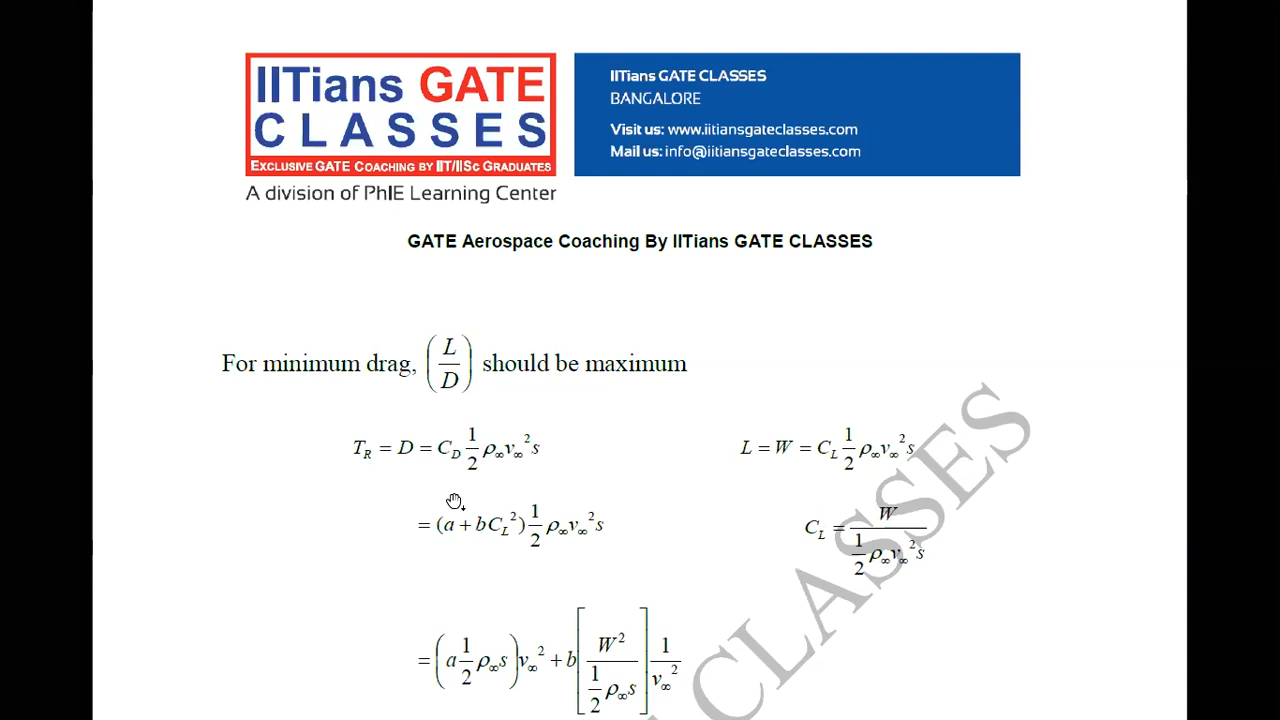 IITians GATE
CLASSES
EXCLUSIVE GATE COACHING BY IIT/IISc GRADUATES
A division of PhIE Learning Center
IITians GATE CLASSES
BANGALORE
Visit us: www.iitiansgateclasses.com
Mail us: info@iitiansgateclasses.com
GATE Aerospace Coaching By IITians GATE CLASSES
For minimum drag, (L/D) should be maximum
T_R = D = C_D 1/2 ρ_∞ v_∞^2 s
L = W = C_L 1/2 ρ_∞ v_∞^2 s
= (a + b C_L^2) 1/2 ρ_∞ v_∞^2 s
C_L = W / (1/2 ρ_∞ v_∞^2 s)
= (a 1/2 ρ_∞ s) v_∞^2 + b [W^2 / (1/2 ρ_∞ s)] 1/v_∞^2
CLASSES